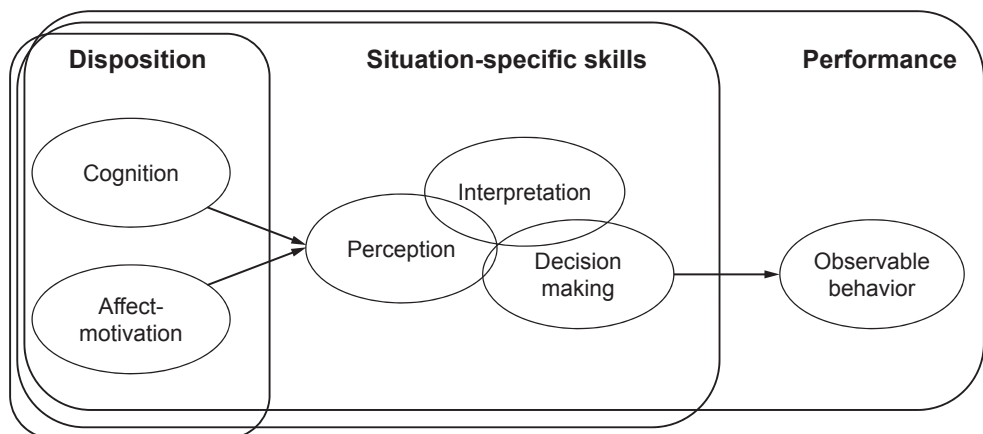 Disposition
Situation-specific skills
Performance
Cognition
Interpretation
Perception
Decision
making
Observable
behavior
Affect-
motivation